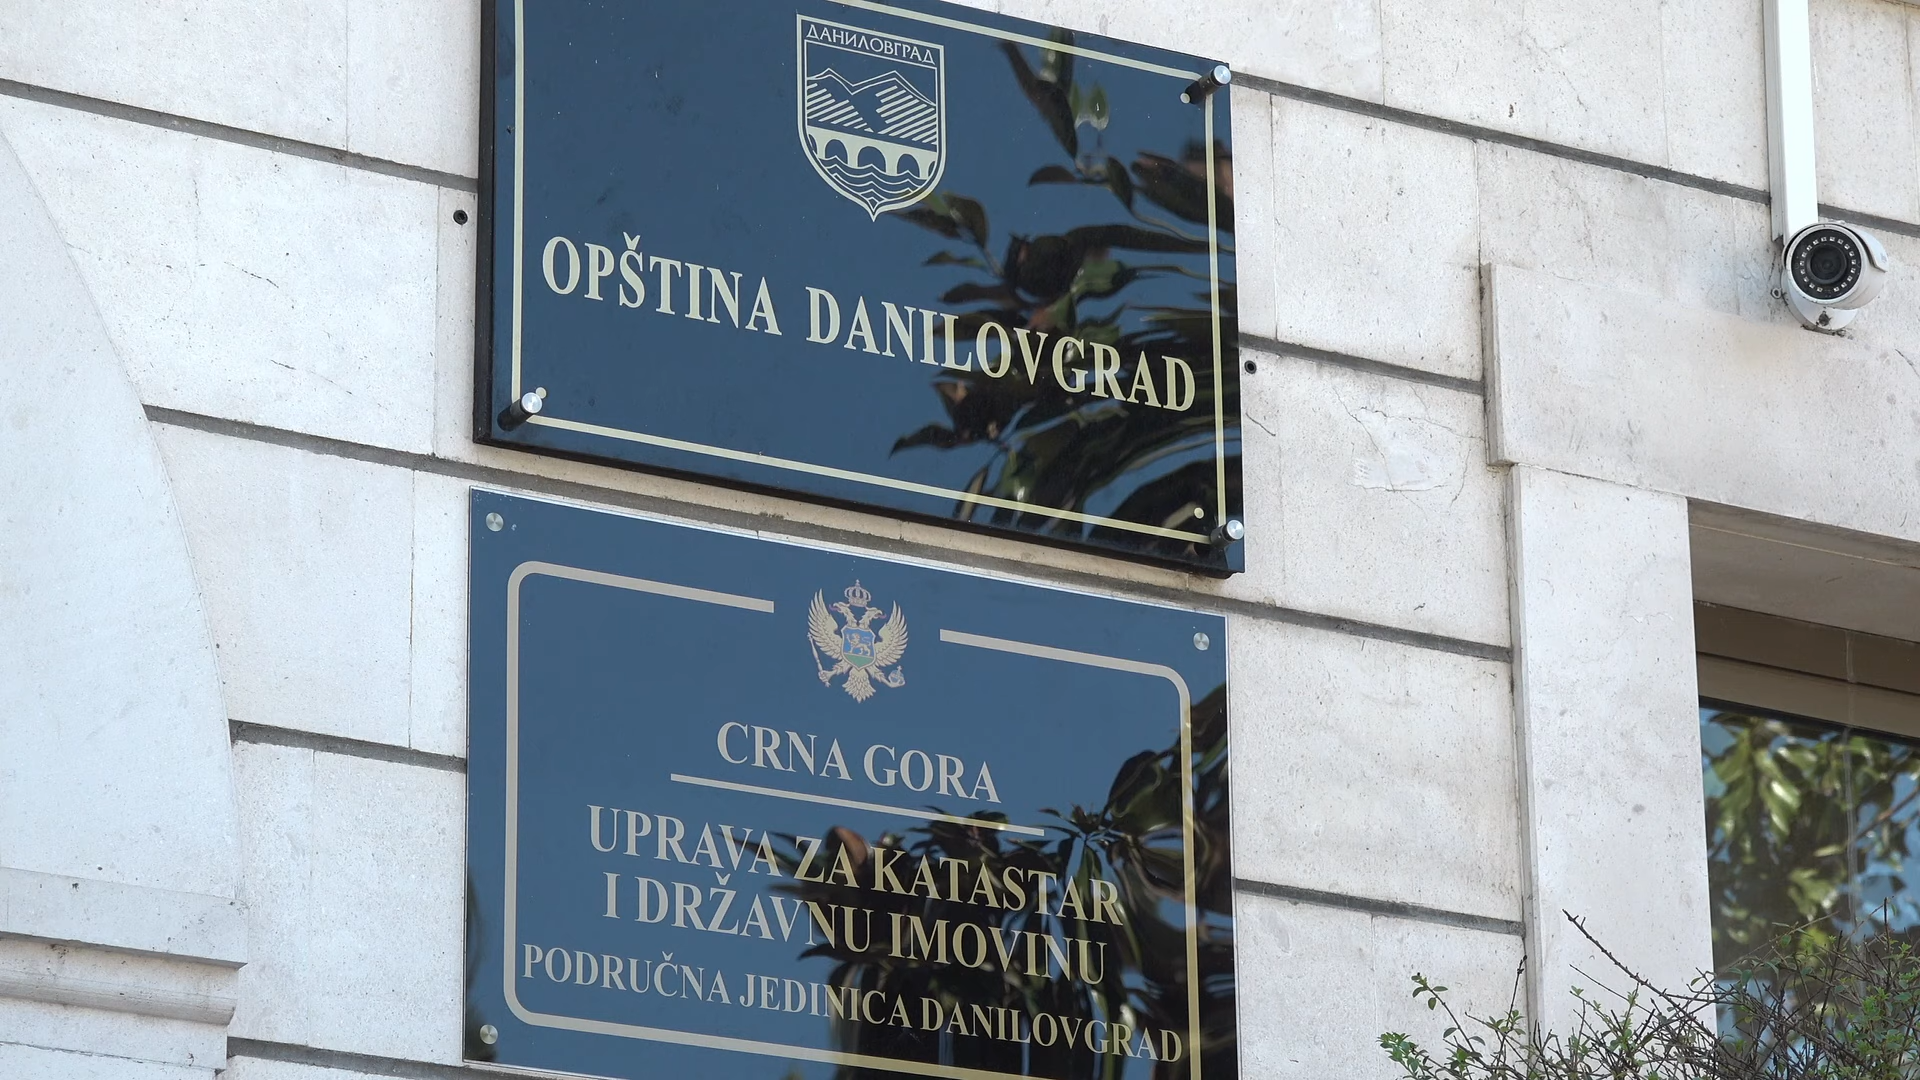 ДАНИЛОВГРАД
OPŠTINA DANILOVGRAD
CRNA GORA
UPRAVA ZA KATASTAR
I DRŽAVNU IMOVINU
PODRUČNA JEDINICA DANILOVGRAD